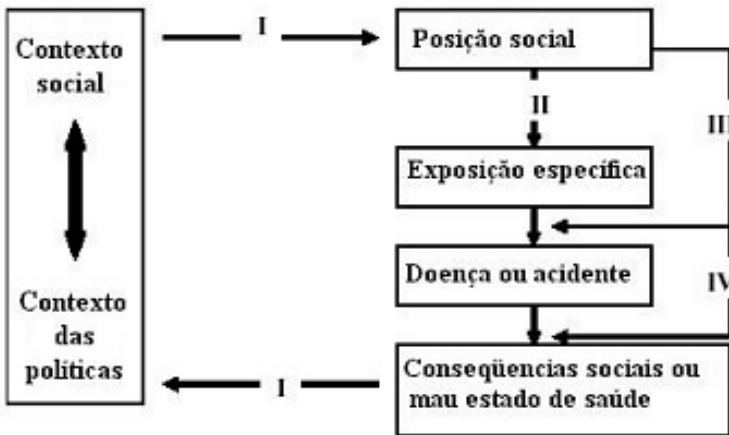 Contexto
social
Contexto
das
políticas
I
Posição social
II
III
Exposição específica
Doença ou acidente
IV
Conseqüencias sociais ou
mau estado de saúde
I